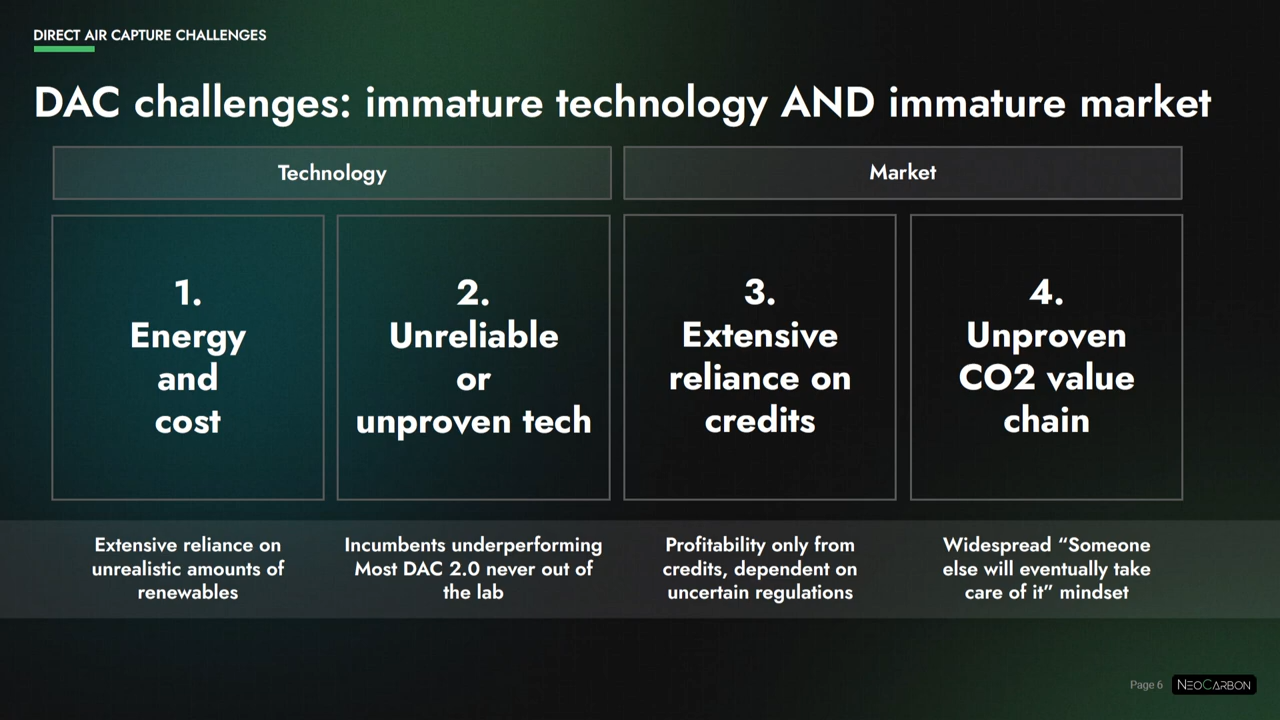 DIRECT AIR CAPTURE CHALLENGES
DAC challenges: immature technology AND immature market
Technology
Market
1.
Energy
and
cost
2.
Unreliable
or
unproven tech
3.
Extensive
reliance on
credits
4.
Unproven
CO2 value
chain
Extensive reliance on
unrealistic amounts of
renewables
Incumbents underperforming
Most DAC 2.0 never out of
the lab
Profitability only from
credits, dependent on
uncertain regulations
Widespread “Someone
else will eventually take
care of it” mindset
Page 6
NEOCARBON